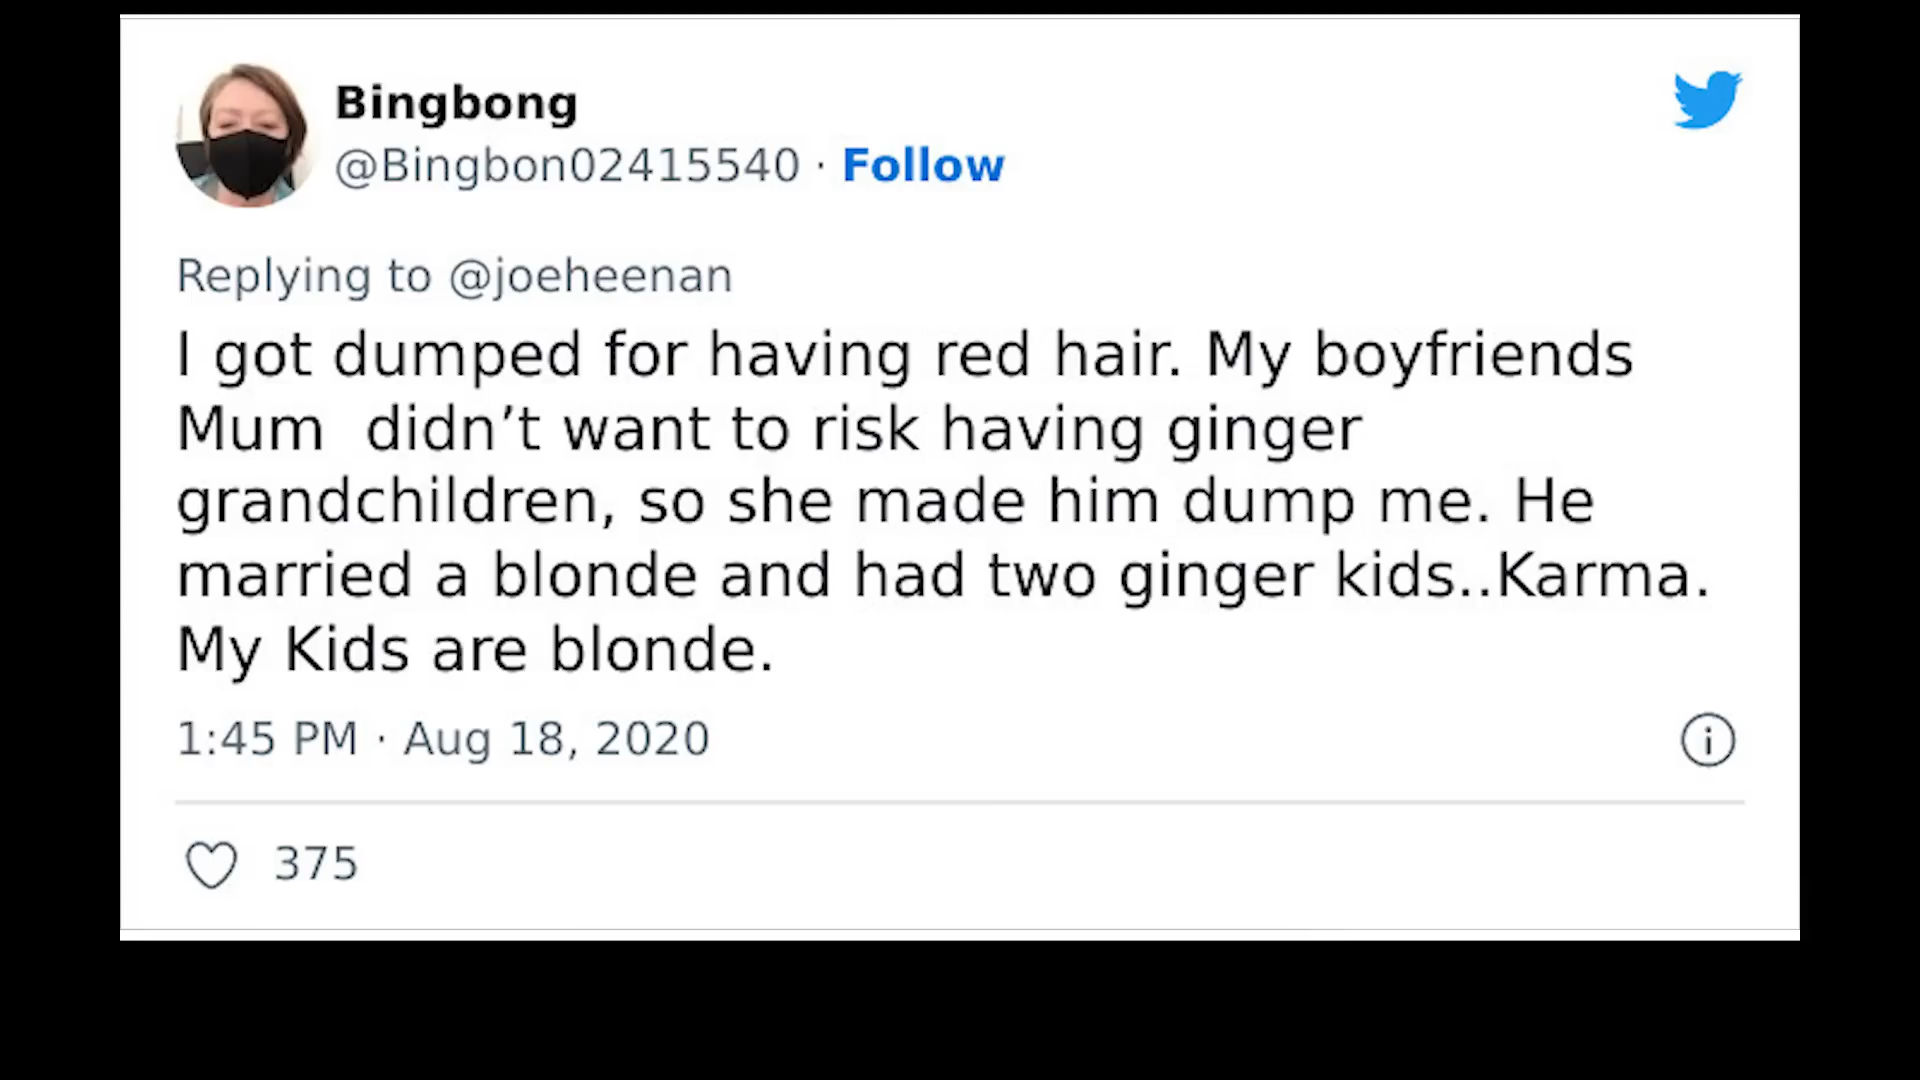 Bingbong
@Bingbon02415540 · Follow
Replying to @joeheenan
I got dumped for having red hair. My boyfriends
Mum  didn’t want to risk having ginger
grandchildren, so she made him dump me. He
married a blonde and had two ginger kids..Karma.
My Kids are blonde.
1:45 PM · Aug 18, 2020
375